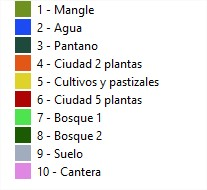 1 - Mangle
2 - Agua
3 - Pantano
4 - Ciudad 2 plantas
5 - Cultivos y pastizales
6 - Ciudad 5 plantas
7 - Bosque 1
8 - Bosque 2
9 - Suelo
10 - Cantera